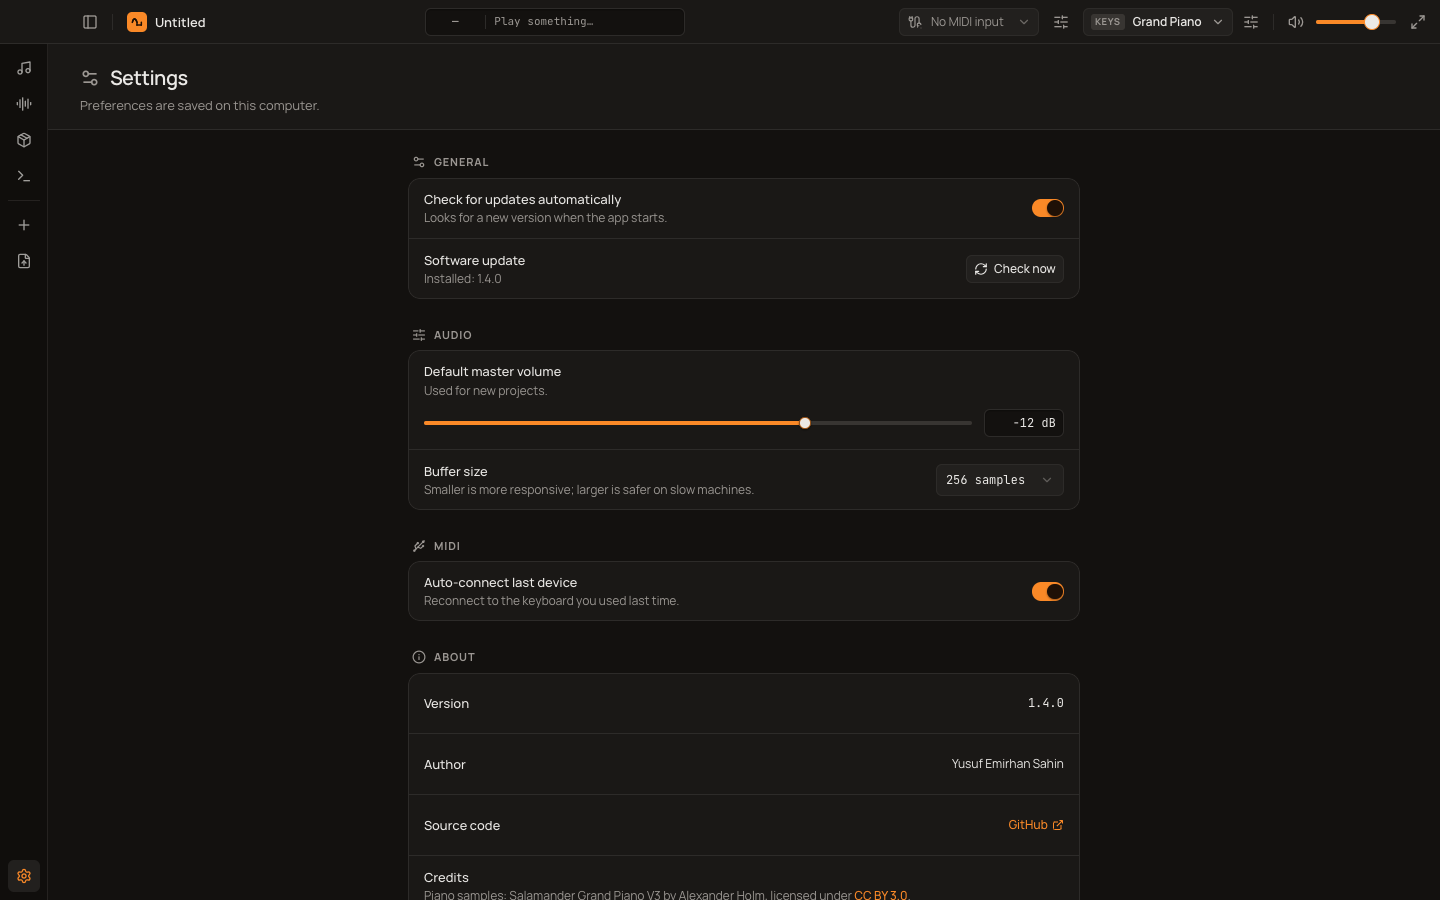 Untitled
–
Play something…
No MIDI input
KEYS
Grand Piano
Settings
Preferences are saved on this computer.
GENERAL
Check for updates automatically
Looks for a new version when the app starts.
Software update
Installed: 1.4.0
Check now
AUDIO
Default master volume
Used for new projects.
-12 dB
Buffer size
Smaller is more responsive; larger is safer on slow machines.
256 samples
MIDI
Auto-connect last device
Reconnect to the keyboard you used last time.
ABOUT
Version
1.4.0
Author
Yusuf Emirhan Sahin
Source code
GitHub
Credits
Piano samples: Salamander Grand Piano V3 by Alexander Holm, licensed under CC BY 3.0.